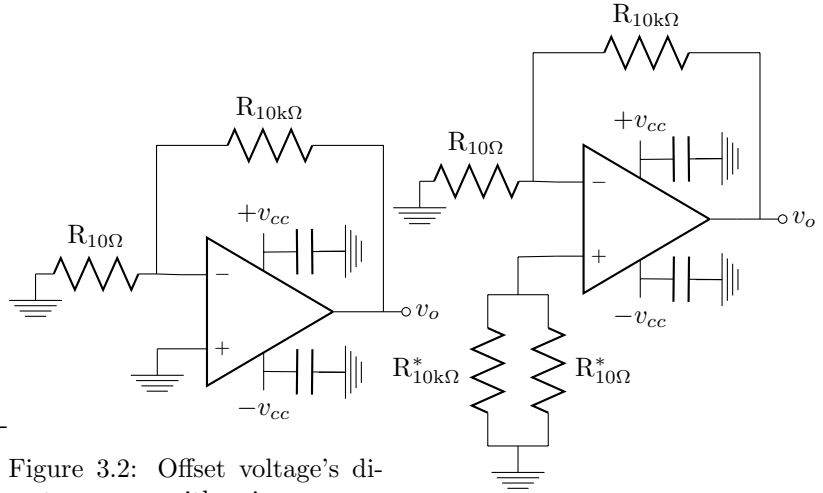 R10kΩ
R10Ω
+vcc
−
+
−vcc
vo
R10kΩ
R10Ω
+vcc
−
+
−vcc
vo
R*10kΩ
R*10Ω
Figure 3.2: Offset voltage's di-